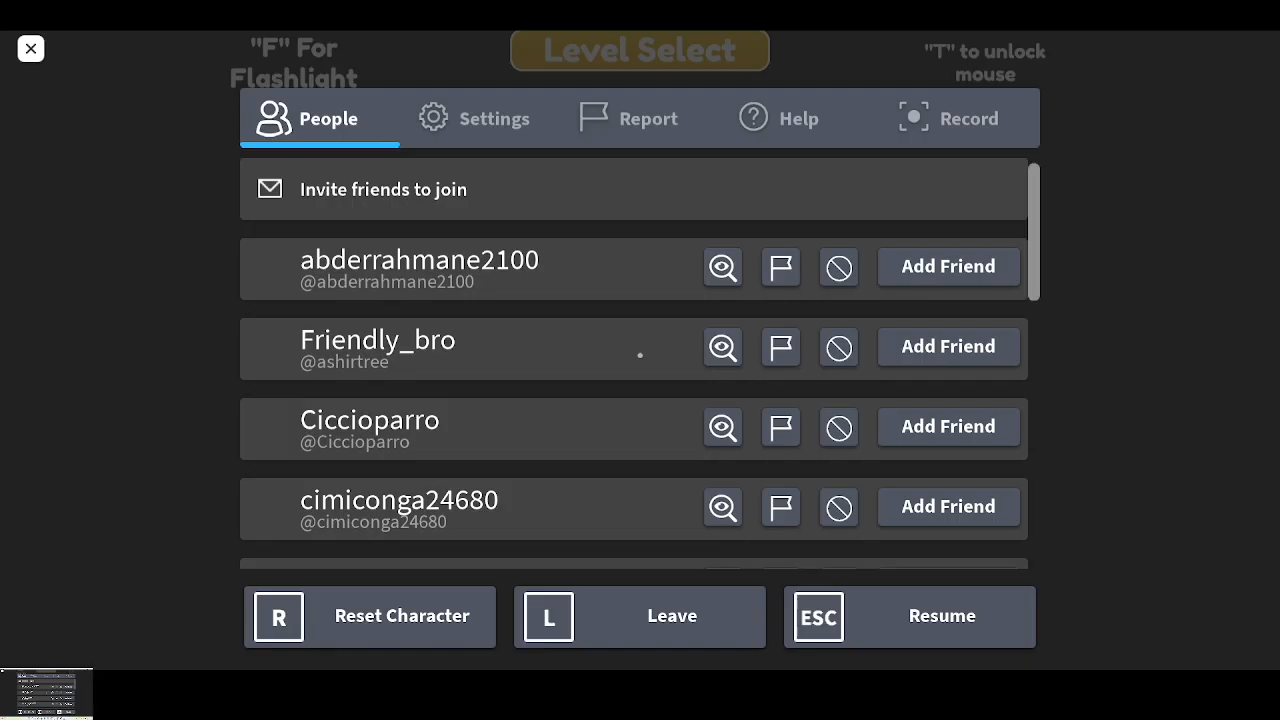 "F" For
Flashlight
Level Select
"T" to unlock
mouse
People
Settings
Report
Help
Record
Invite friends to join
abderrahmane2100
@abderrahmane2100
Add Friend
Friendly_bro
@ashirtree
Add Friend
Ciccioparro
@Ciccioparro
Add Friend
cimiconga24680
@cimiconga24680
Add Friend
R Reset Character
L Leave
ESC Resume